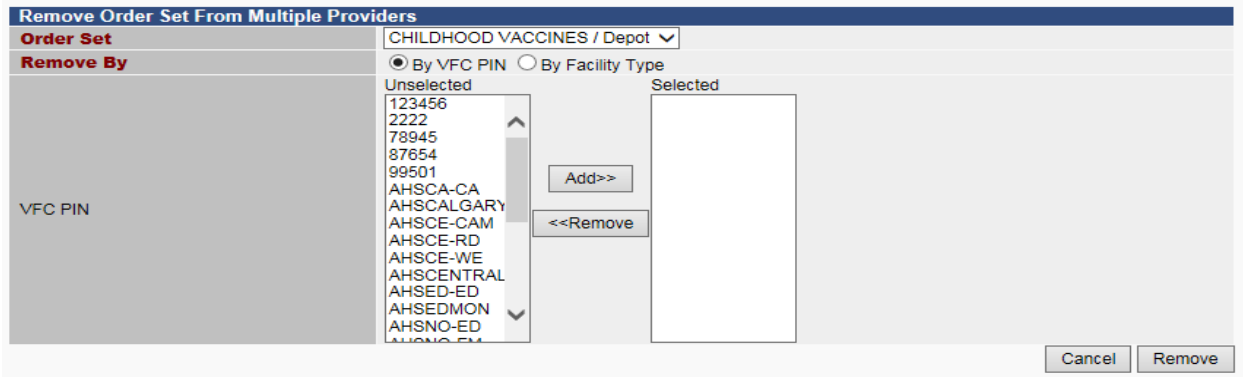 Remove Order Set From Multiple Providers
Order Set CHILDHOOD VACCINES / Depot
Remove By By VFC PIN By Facility Type
Unselected Selected
123456
2222
78945
87654
99501
AHSCA-CA
AHSCALGARY
AHSCE-CAM
AHSCE-RD
AHSCE-WE
AHSCENTRAL
AHSED-ED
AHSEDMON
AHSNO-ED
VFC PIN
Add>>
<<Remove
Cancel Remove